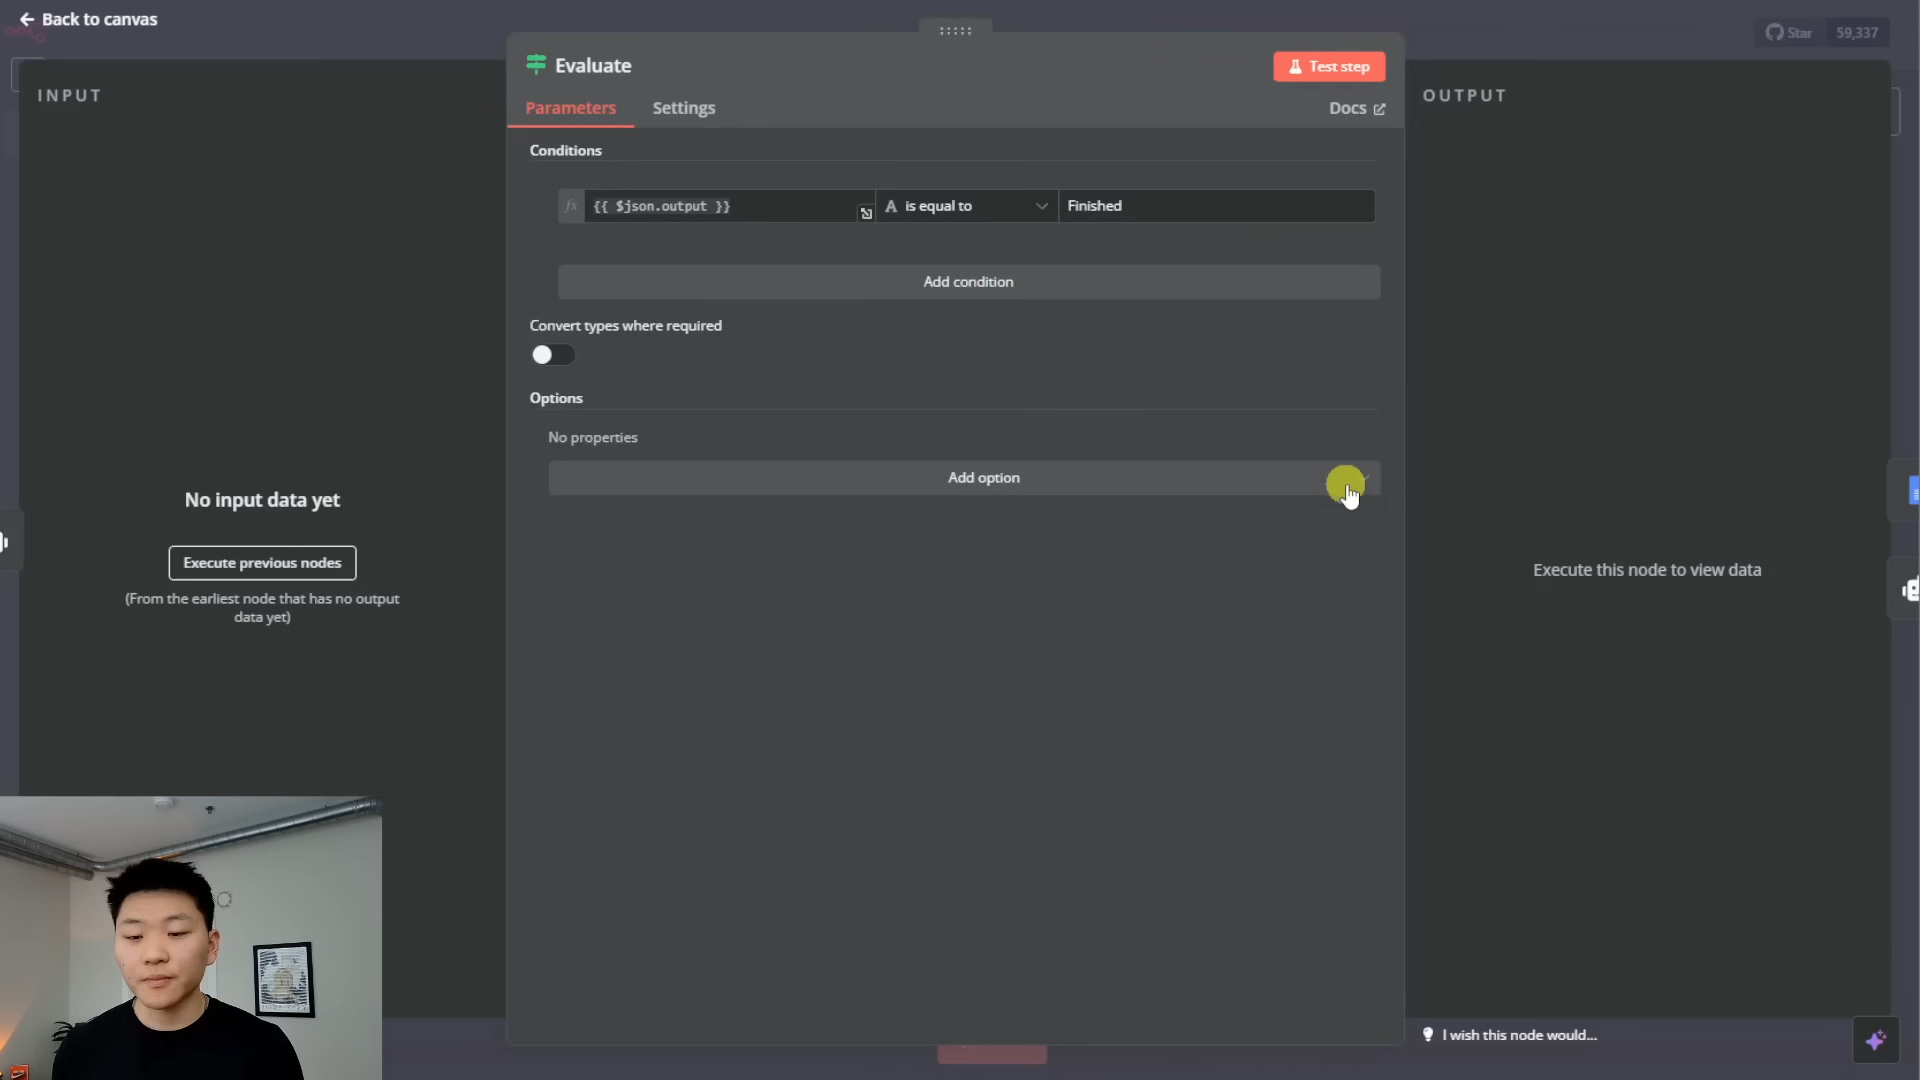 Back to canvas
Star 59,337
INPUT
Evaluate
Test step
OUTPUT
Parameters Settings Docs
Conditions
fx {{ $json.output }} A is equal to Finished
Add condition
Convert types where required
Options
No properties
Add option
No input data yet
Execute previous nodes
(From the earliest node that has no output
data yet)
Execute this node to view data
I wish this node would...